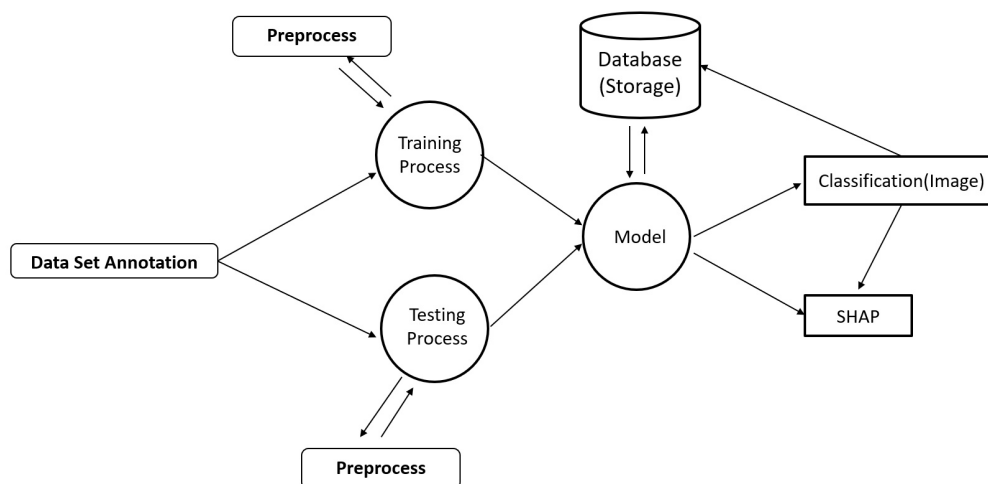 Preprocess
Database
(Storage)
Training
Process
Classification(Image)
Model
Data Set Annotation
Testing
Process
SHAP
Preprocess